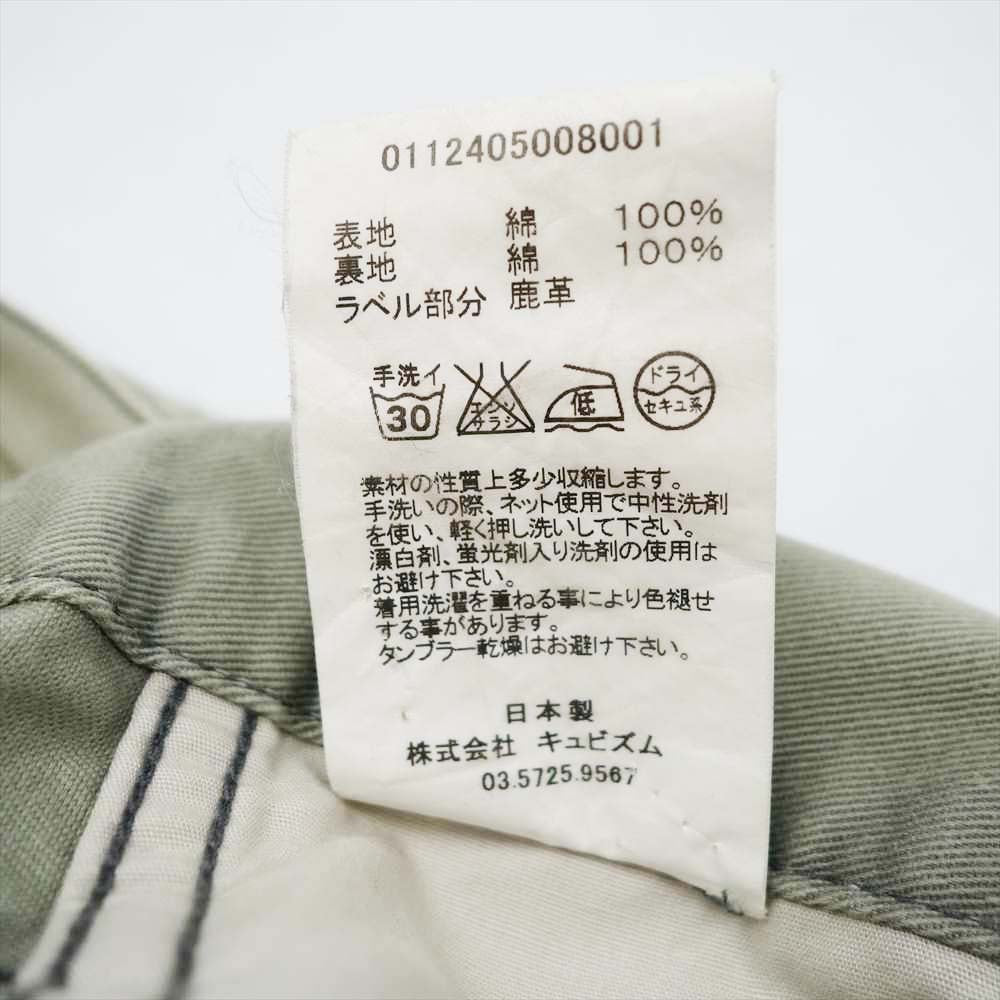 0112405008001
表地 綿 100%
裏地 綿 100%
ラベル部分 鹿革
手洗イ
30
エンソ
サラシ
低
ドライ
セキユ系
素材の性質上多少収縮します。
手洗いの際、ネット使用で中性洗剤
を使い、軽く押し洗いして下さい。
漂白剤、蛍光剤入り洗剤の使用は
お避け下さい。
着用洗濯を重ねる事により色褪せ
する事があります。
タンブラー乾燥はお避け下さい。
日本製
株式会社 キュビズム
03.5725.9567